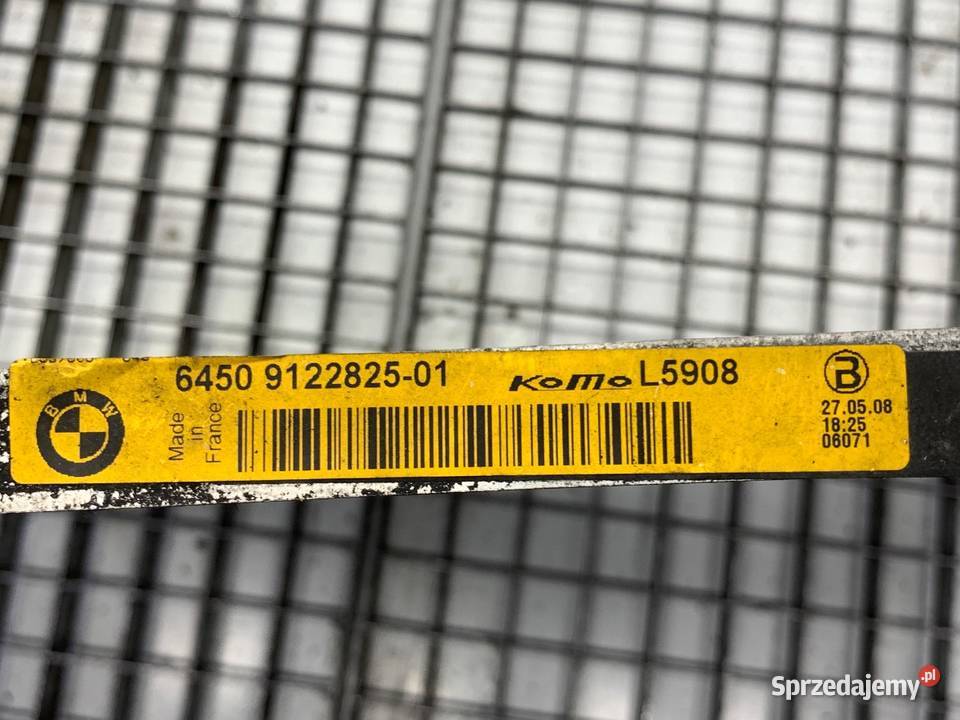 6450 9122825-01
KoMo L5908
B
BMW
Made
in
France
27.05.08
18:25
06071
Sprzedajemy.pl